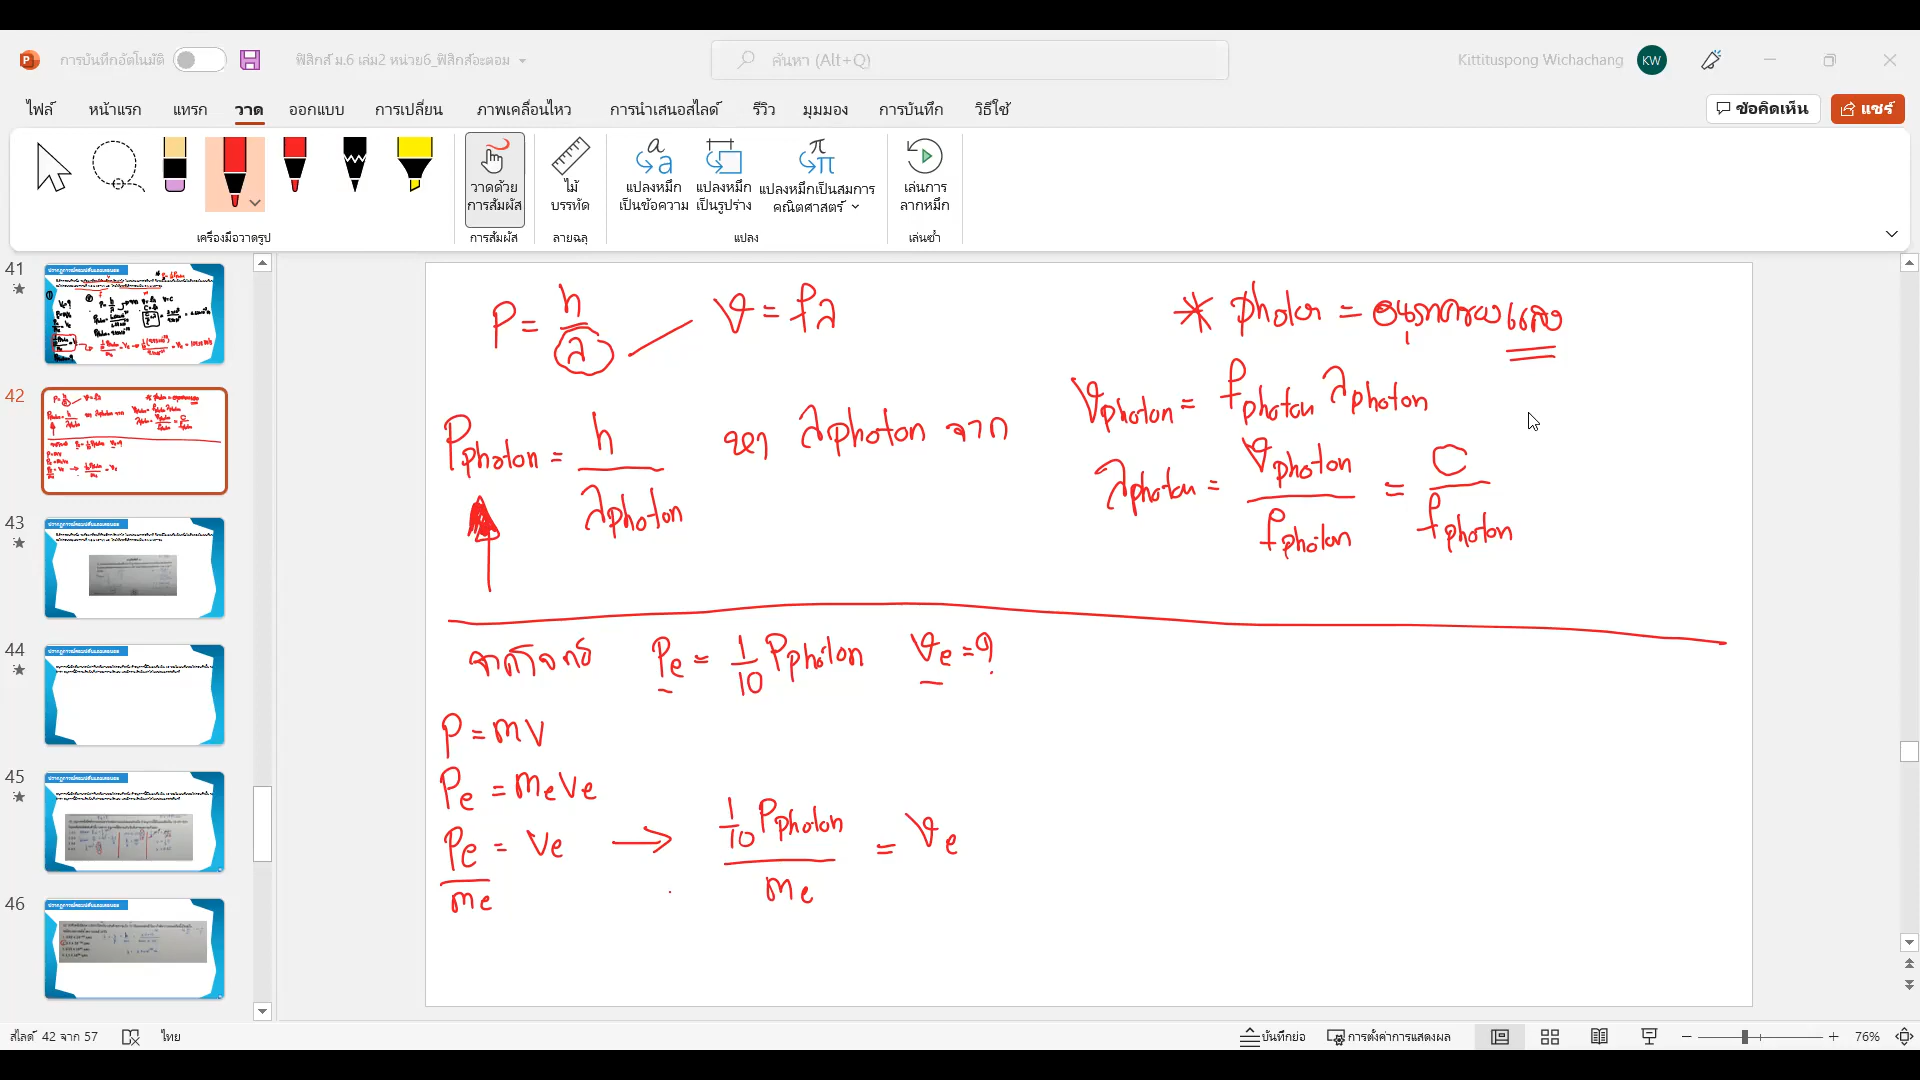 การบันทึกอัตโนมัติ
ฟิสิกส์ ม.6 เล่ม2 หน่วย6_ฟิสิกส์อะตอม
ค้นหา (Alt+Q)
Kittituspong Wichachang
KW
ไฟล์ หน้าแรก แทรก วาด ออกแบบ การเปลี่ยน ภาพเคลื่อนไหว การนำเสนอสไลด์ รีวิว มุมมอง การบันทึก วิธีใช้
ข้อคิดเห็น
แชร์
วาดด้วยการสัมผัส
ไม้บรรทัด
แปลงหมึกเป็นข้อความ
แปลงหมึกเป็นรูปร่าง
แปลงหมึกเป็นสมการคณิตศาสตร์
เล่นการลากหมึก
เครื่องมือวาดรูป
การสัมผัส
ลายฉลุ
แปลง
เล่นซ้ำ
41
42
43
44
45
46
P = h/λ
v = fλ
* photon = อนุภาคของแสง
P photon = h/λ photon
หา λ photon จาก
v photon = f photon λ photon
λ photon = v photon/f photon = c/f photon
จากโจทย์ Pe = 1/10 P photon ve = ?
P = mv
Pe = me ve
Pe/me = ve → 1/10 P photon/me = ve
สไลด์ 42 จาก 57
ไทย
บันทึกย่อ
การตั้งค่าการแสดงผล
76%